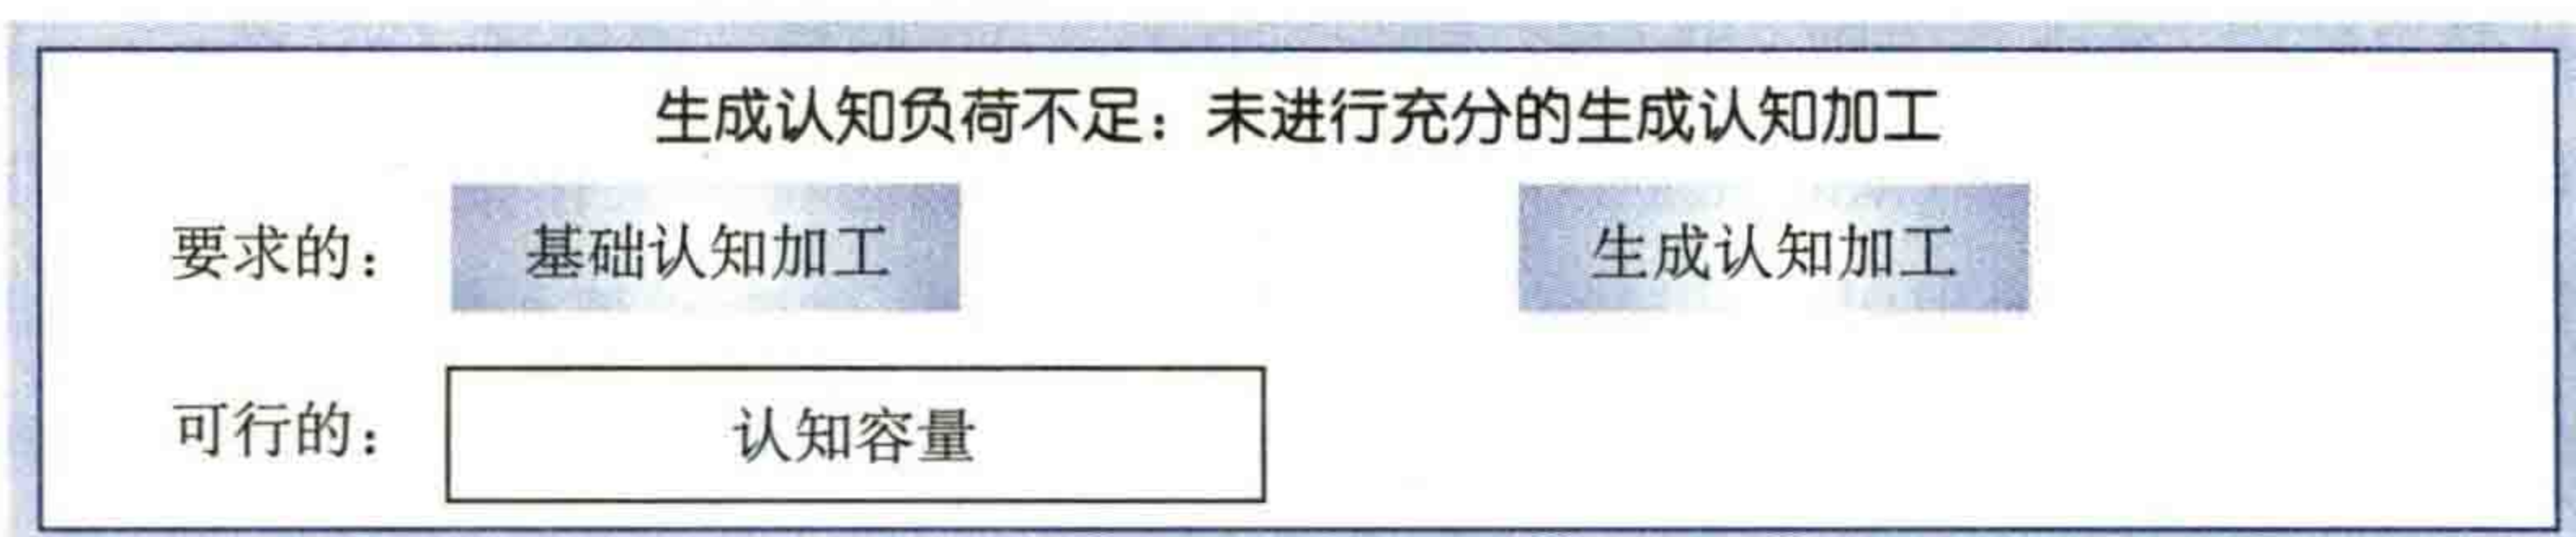 生成认知负荷不足：未进行充分的生成认知加工
要求的： 基础认知加工 生成认知加工
可行的： 认知容量